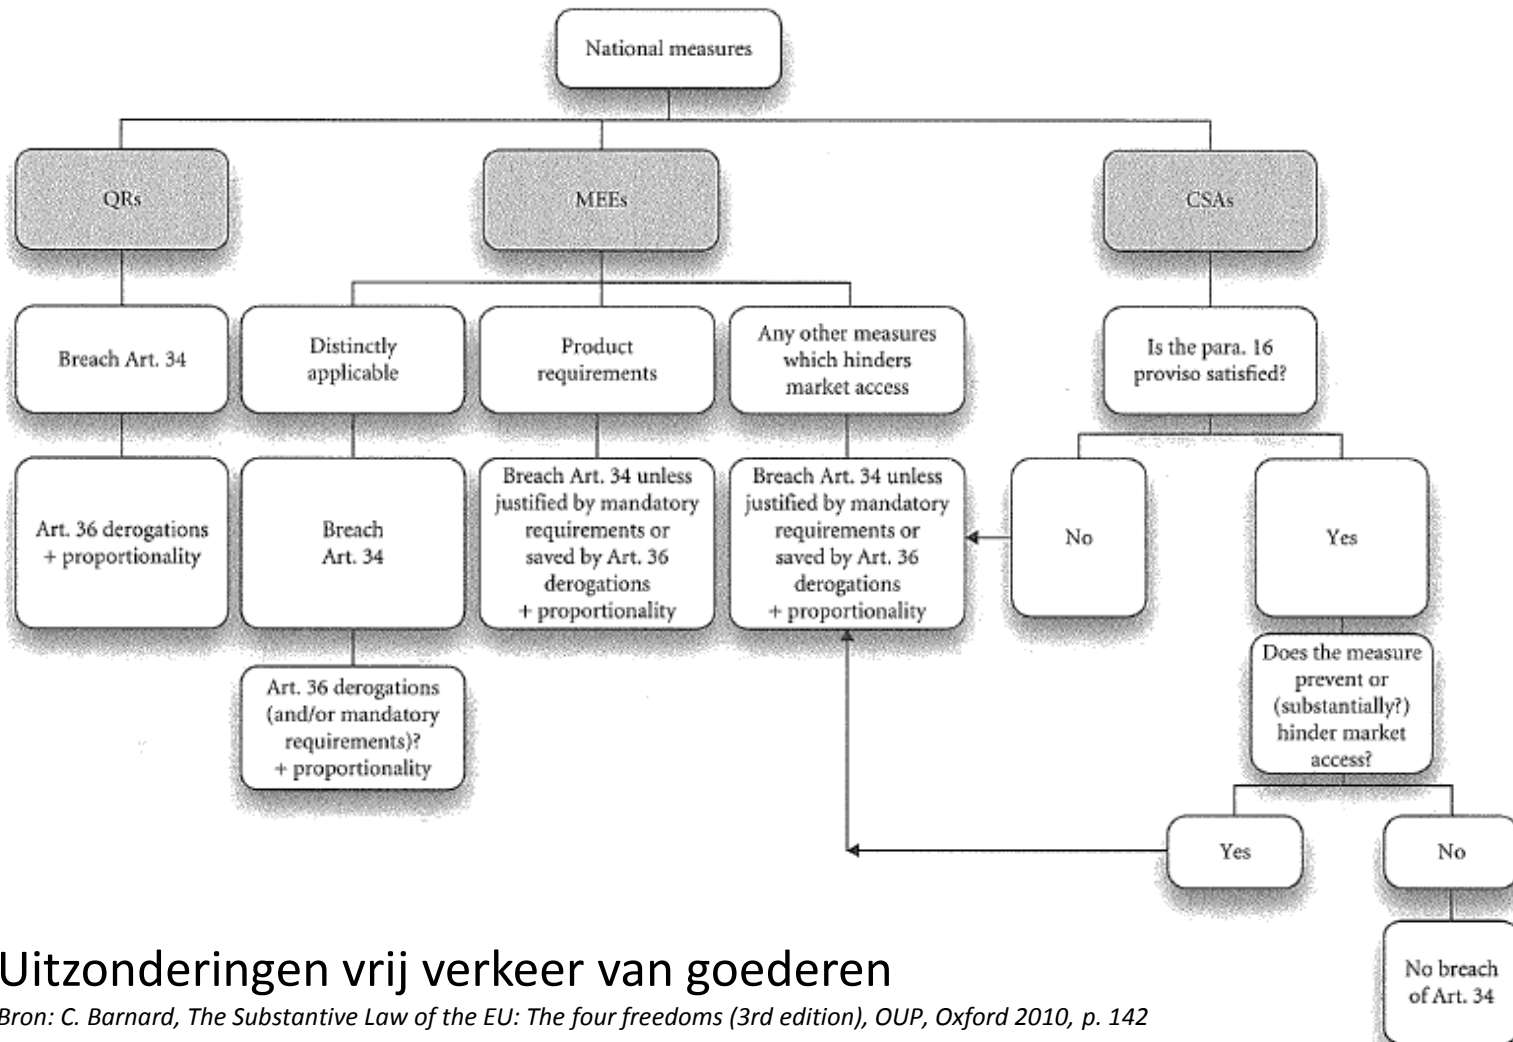 National measures
QRs
MEEs
CSAs
Breach Art. 34
Distinctly
applicable
Product
requirements
Any other measures
which hinders
market access
Is the para. 16
proviso satisfied?
Art. 36 derogations
+ proportionality
Breach
Art. 34
Breach Art. 34 unless
justified by mandatory
requirements or
saved by Art. 36
derogations
+ proportionality
Breach Art. 34 unless
justified by mandatory
requirements or
saved by Art. 36
derogations
+ proportionality
No
Yes
Art. 36 derogations
(and/or mandatory
requirements)?
+ proportionality
Does the measure
prevent or
(substantially?)
hinder market
access?
Yes
No
No breach
of Art. 34
Uitzonderingen vrij verkeer van goederen
Bron: C. Barnard, The Substantive Law of the EU: The four freedoms (3rd edition), OUP, Oxford 2010, p. 142